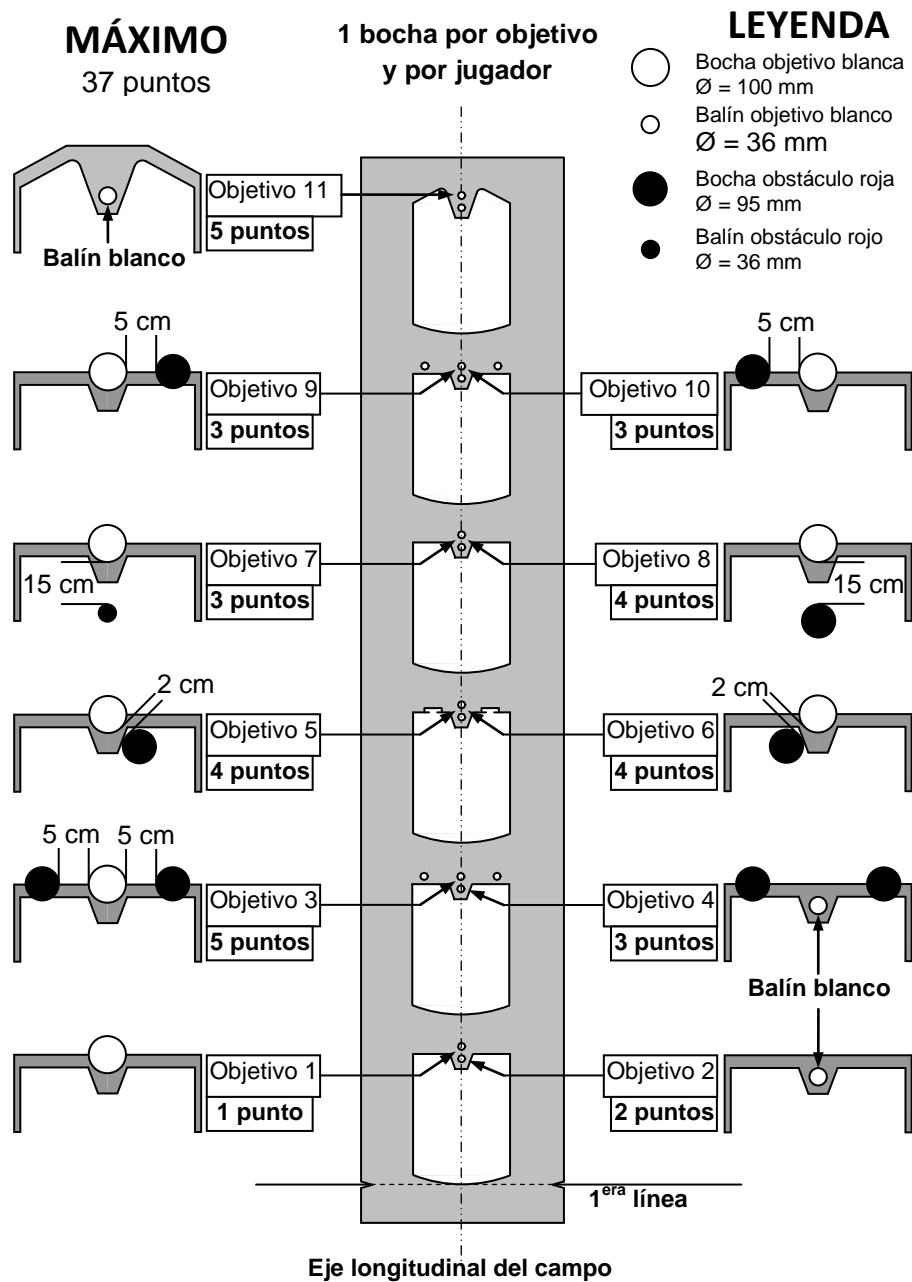 MÁXIMO
37 puntos
1 bocha por objetivo
y por jugador
LEYENDA
Bocha objetivo blanca
Ø = 100 mm
Balín objetivo blanco
Ø = 36 mm
Bocha obstáculo roja
Ø = 95 mm
Balín obstáculo rojo
Ø = 36 mm
Objetivo 11
5 puntos
Balín blanco
5 cm
Objetivo 9
3 puntos
5 cm
Objetivo 10
3 puntos
15 cm
Objetivo 7
3 puntos
Objetivo 8
4 puntos
15 cm
2 cm
Objetivo 5
4 puntos
2 cm
Objetivo 6
4 puntos
5 cm 5 cm
Objetivo 3
5 puntos
Objetivo 4
3 puntos
Balín blanco
Objetivo 1
1 punto
Objetivo 2
2 puntos
1era línea
Eje longitudinal del campo